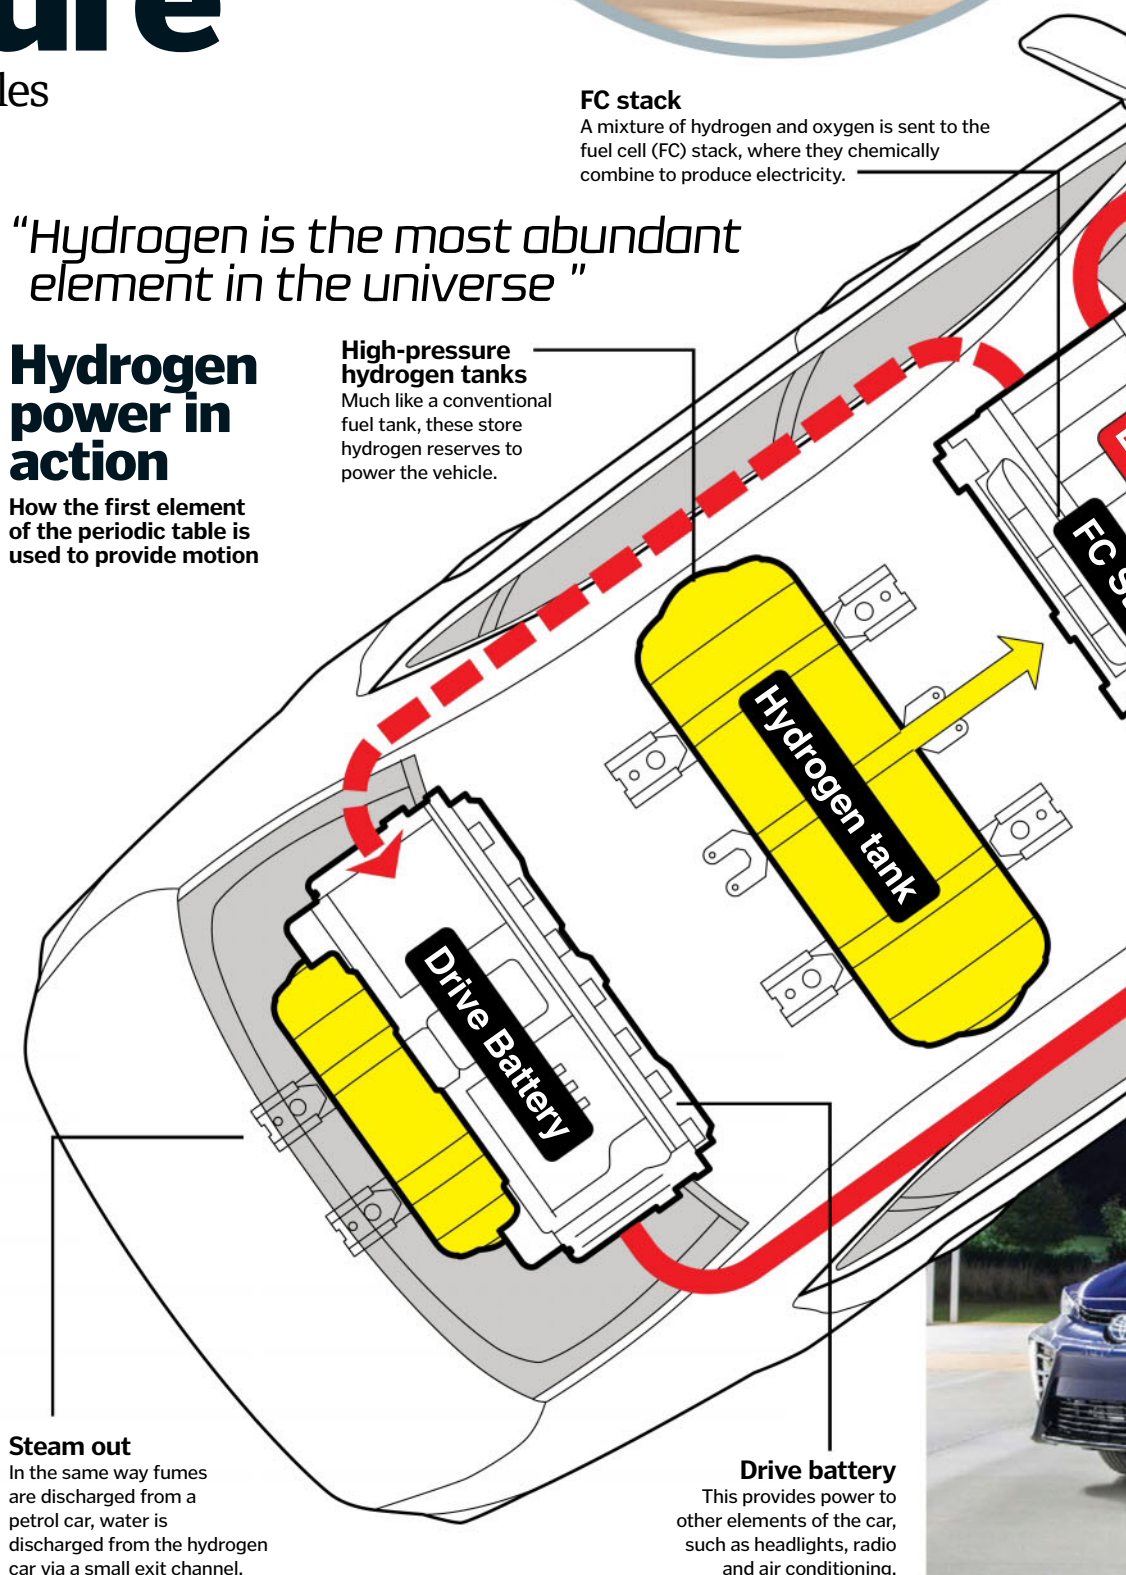 les
FC stack
A mixture of hydrogen and oxygen is sent to the
fuel cell (FC) stack, where they chemically
combine to produce electricity.
“Hydrogen is the most abundant
element in the universe ”
Hydrogen
power in
action
How the first element
of the periodic table is
used to provide motion
High-pressure
hydrogen tanks
Much like a conventional
fuel tank, these store
hydrogen reserves to
power the vehicle.
FC
Hydrogen tank
Drive Battery
Steam out
In the same way fumes
are discharged from a
petrol car, water is
discharged from the hydrogen
car via a small exit channel.
Drive battery
This provides power to
other elements of the car,
such as headlights, radio
and air conditioning.